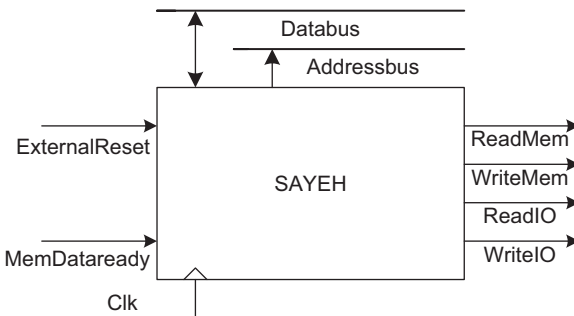 Databus
Addressbus
ExternalReset
ReadMem
WriteMem
SAYEH
ReadIO
MemDataready
WriteIO
Clk